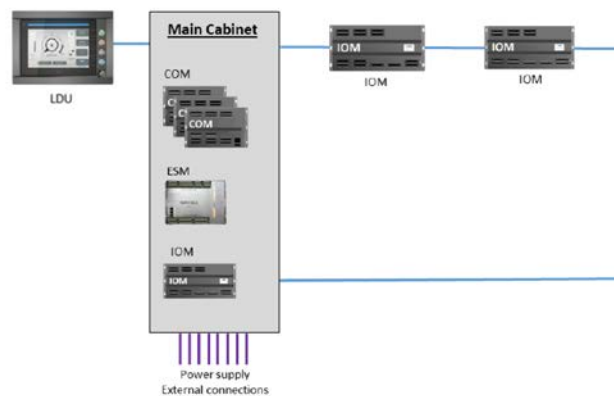 Main Cabinet
LDU
COM
COM
ESM
IOM
IOM
IOM
IOM
IOM
IOM
Power supply
External connections